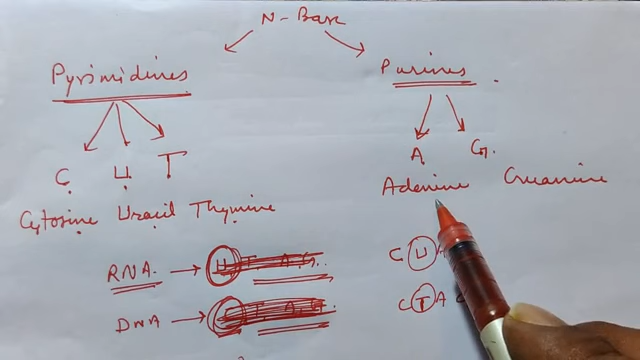 N-Base
Pyrimidines
Purines
C U T
A G
Cytosine Uracil Thymine
Adenine Guanine
RNA → U T A G
C U A
DNA → C T A G
C T A